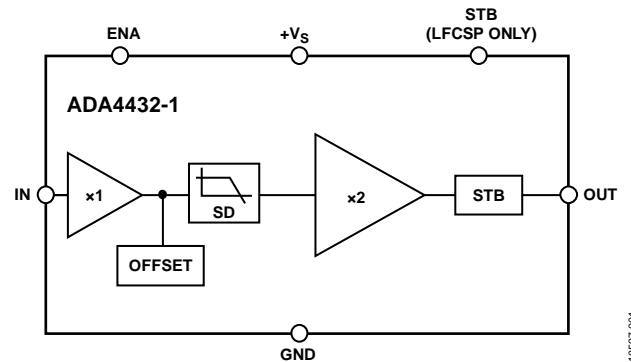 STB
ENA +VS (LFCSP ONLY)
ADA4432-1
IN ×1 SD ×2 STB OUT
OFFSET
GND